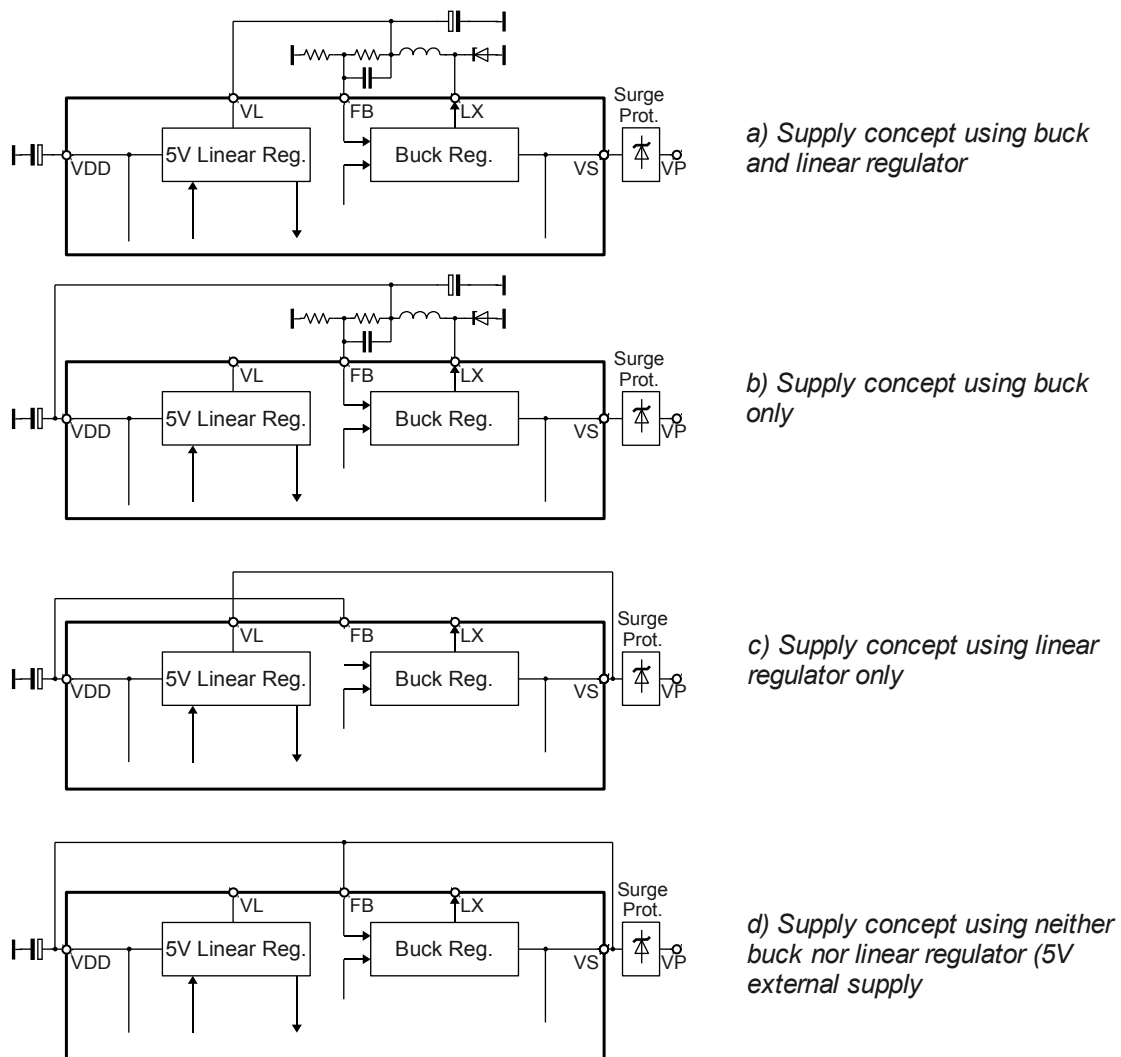 Surge
Prot.
VL
FB
LX
VDD
5V Linear Reg.
Buck Reg.
VS
VP
a) Supply concept using buck
and linear regulator
Surge
Prot.
VL
FB
LX
VDD
5V Linear Reg.
Buck Reg.
VS
VP
b) Supply concept using buck
only
Surge
Prot.
VL
FB
LX
VDD
5V Linear Reg.
Buck Reg.
VS
VP
c) Supply concept using linear
regulator only
Surge
Prot.
VL
FB
LX
VDD
5V Linear Reg.
Buck Reg.
VS
VP
d) Supply concept using neither
buck nor linear regulator (5V
external supply